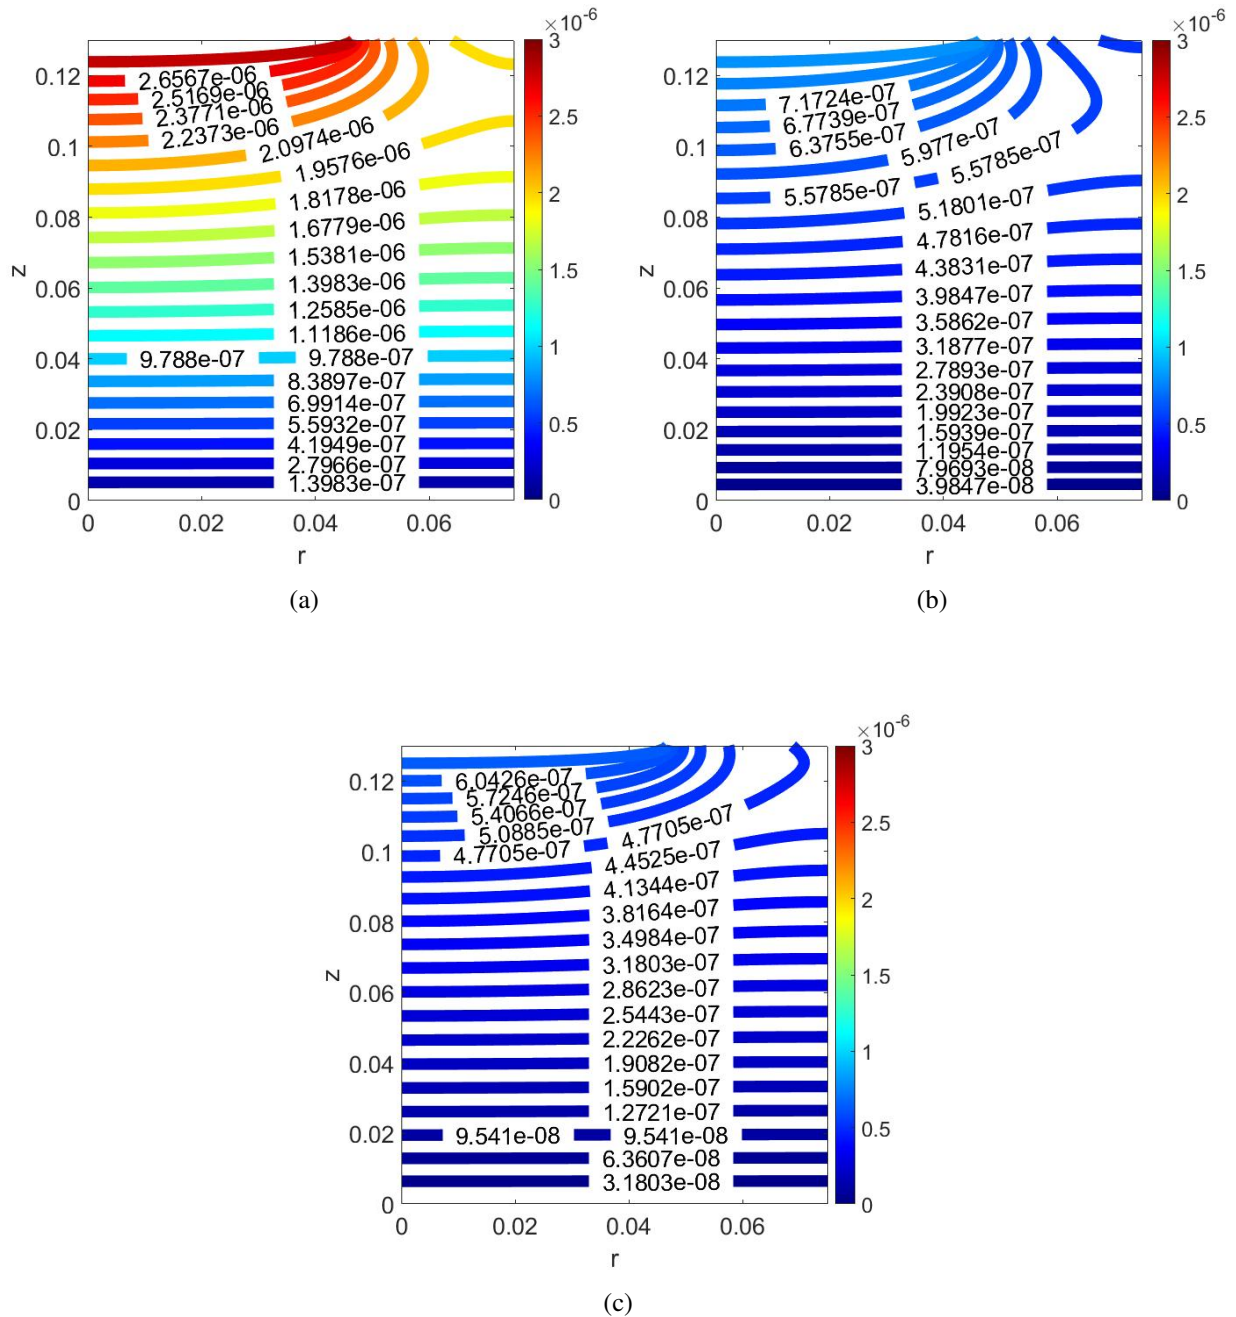 ×10-6
3
2.5
2
1.5
1
0.5
0
0.12
0.1
0.08
0.06
0.04
0.02
0
z
2.6567e-06
2.5169e-06
2.3771e-06
2.2373e-06
2.0974e-06
1.9576e-06
1.8178e-06
1.6779e-06
1.5381e-06
1.3983e-06
1.2585e-06
1.1186e-06
9.788e-07 9.788e-07
8.3897e-07
6.9914e-07
5.5932e-07
4.1949e-07
2.7966e-07
1.3983e-07
0 0.02 0.04 0.06
r
(a)
×10-6
3
2.5
2
1.5
1
0.5
0
0.12
0.1
0.08
0.06
0.04
0.02
0
z
7.1724e-07
6.7739e-07
6.3755e-07
5.977e-07
5.5785e-07
5.5785e-07
5.1801e-07
4.7816e-07
4.3831e-07
3.9847e-07
3.5862e-07
3.1877e-07
2.7893e-07
2.3908e-07
1.9923e-07
1.5939e-07
1.1954e-07
7.9693e-08
3.9847e-08
0 0.02 0.04 0.06
r
(b)
×10-6
3
2.5
2
1.5
1
0.5
0
0.12
0.1
0.08
0.06
0.04
0.02
0
z
6.0426e-07
5.7246e-07
5.4066e-07
5.0885e-07
4.7705e-07
4.7705e-07
4.4525e-07
4.1344e-07
3.8164e-07
3.4984e-07
3.1803e-07
2.8623e-07
2.5443e-07
2.2262e-07
1.9082e-07
1.5902e-07
1.2721e-07
9.541e-08 9.541e-08
6.3607e-08
3.1803e-08
0 0.02 0.04 0.06
r
(c)